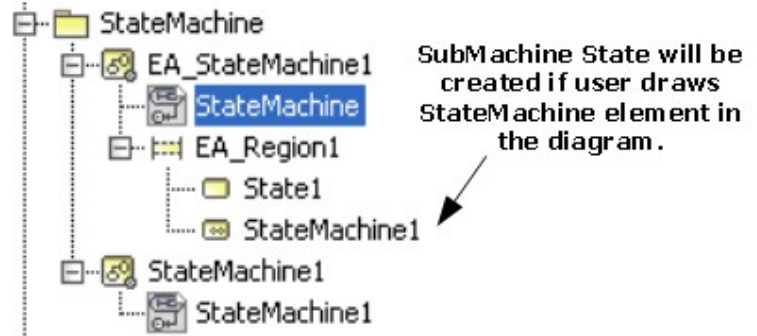 StateMachine
EA_StateMachine1
StateMachine
EA_Region1
State1
StateMachine1
StateMachine1
StateMachine1
SubMachine State will be
created if user draws
StateMachine element in
the diagram.